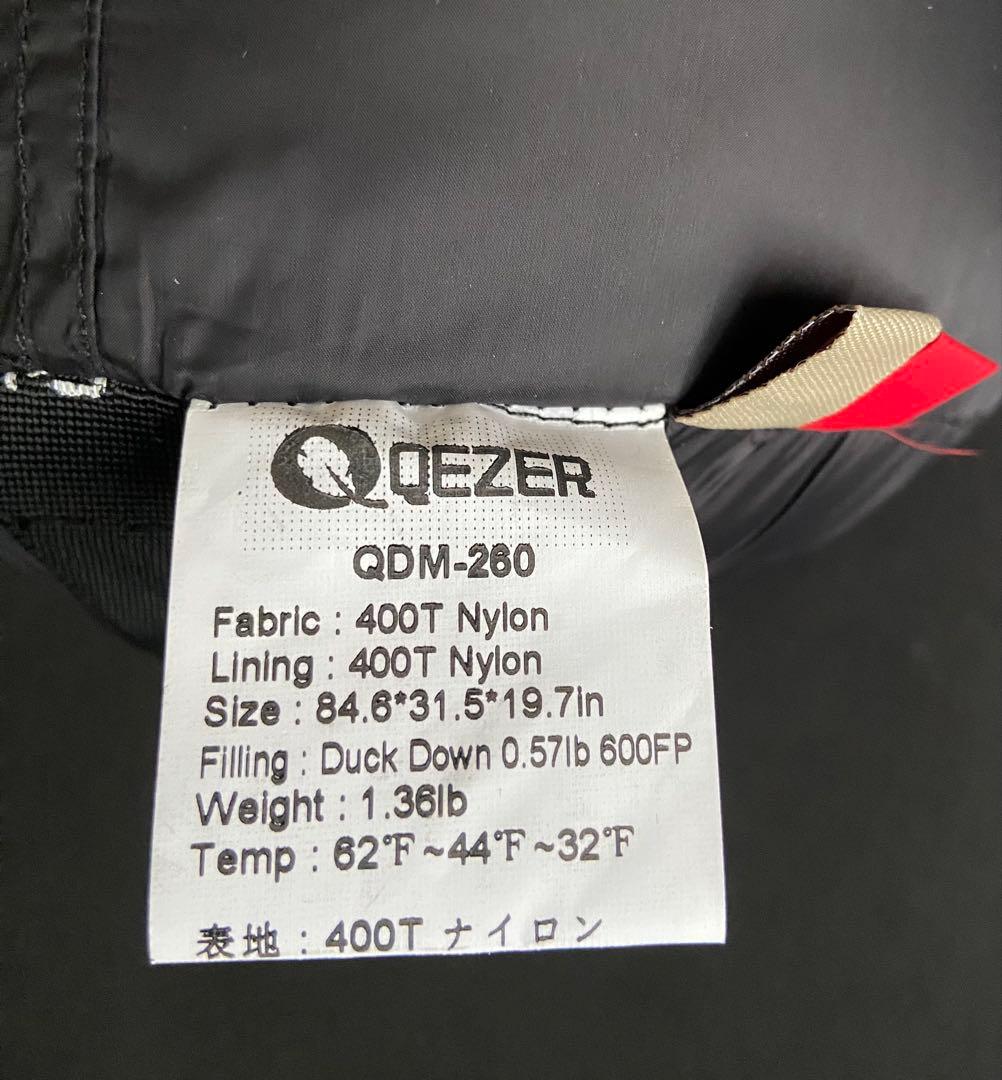 QEZER
QDM-260
Fabric : 400T Nylon
Lining : 400T Nylon
Size : 84.6*31.5*19.7in
Filling : Duck Down 0.57lb 600FP
Weight : 1.36lb
Temp : 62℉~44℉~32℉
表地 : 400T ナイロン